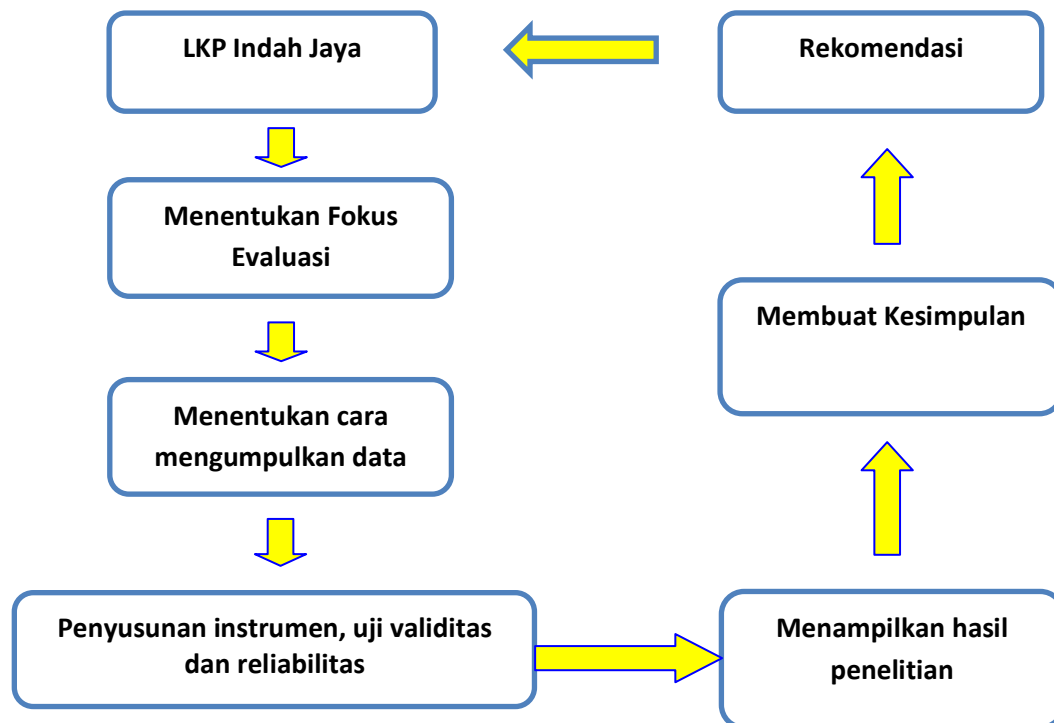 LKP Indah Jaya
Menentukan Fokus
Evaluasi
Menentukan cara
mengumpulkan data
Penyusunan instrumen, uji validitas
dan reliabilitas
Menampilkan hasil
penelitian
Membuat Kesimpulan
Rekomendasi